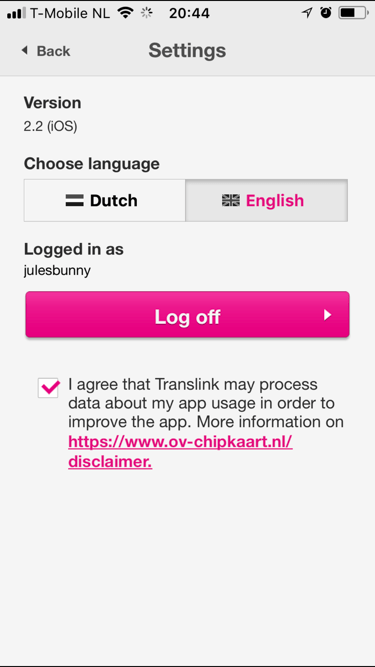 T-Mobile NL 20:44
Back Settings
Version
2.2 (iOS)
Choose language
Dutch English
Logged in as
julesbunny
Log off
I agree that Translink may process
data about my app usage in order to
improve the app. More information on
https://www.ov-chipkaart.nl/
disclaimer.